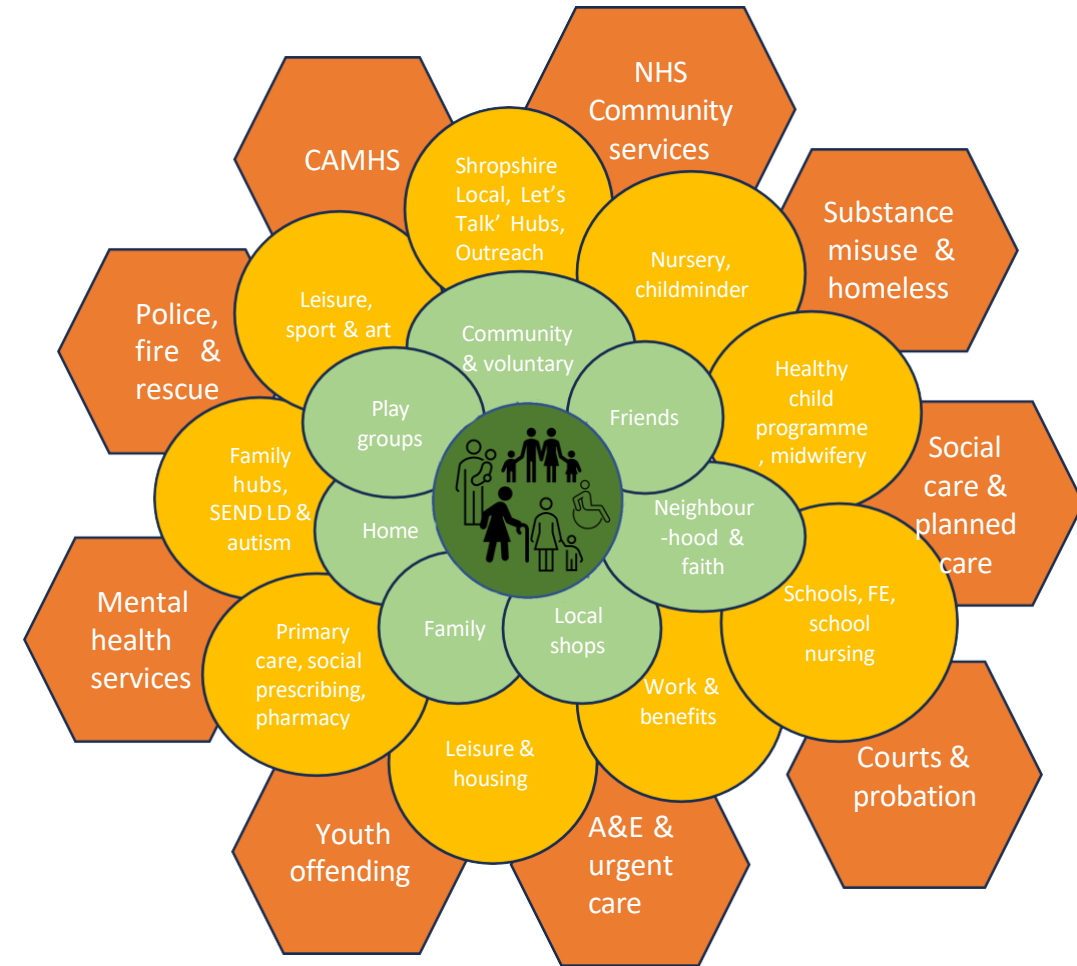 NHS
Community
services
CAMHS
Shropshire
Local, Let's
Talk' Hubs,
Outreach
Substance
misuse &
homeless
Nursery,
childminder
Leisure,
sport & art
Police,
fire &
rescue
Community
& voluntary
Healthy
child
programme
, midwifery
Play
groups
Friends
Family
hubs,
SEND LD &
autism
Social
care &
planned
care
Home
Neighbour
-hood &
faith
Mental
health
services
Primary
care, social
prescribing,
pharmacy
Family
Local
shops
Schools, FE,
school
nursing
Work &
benefits
Leisure &
housing
Courts &
probation
Youth
offending
A&E &
urgent
care